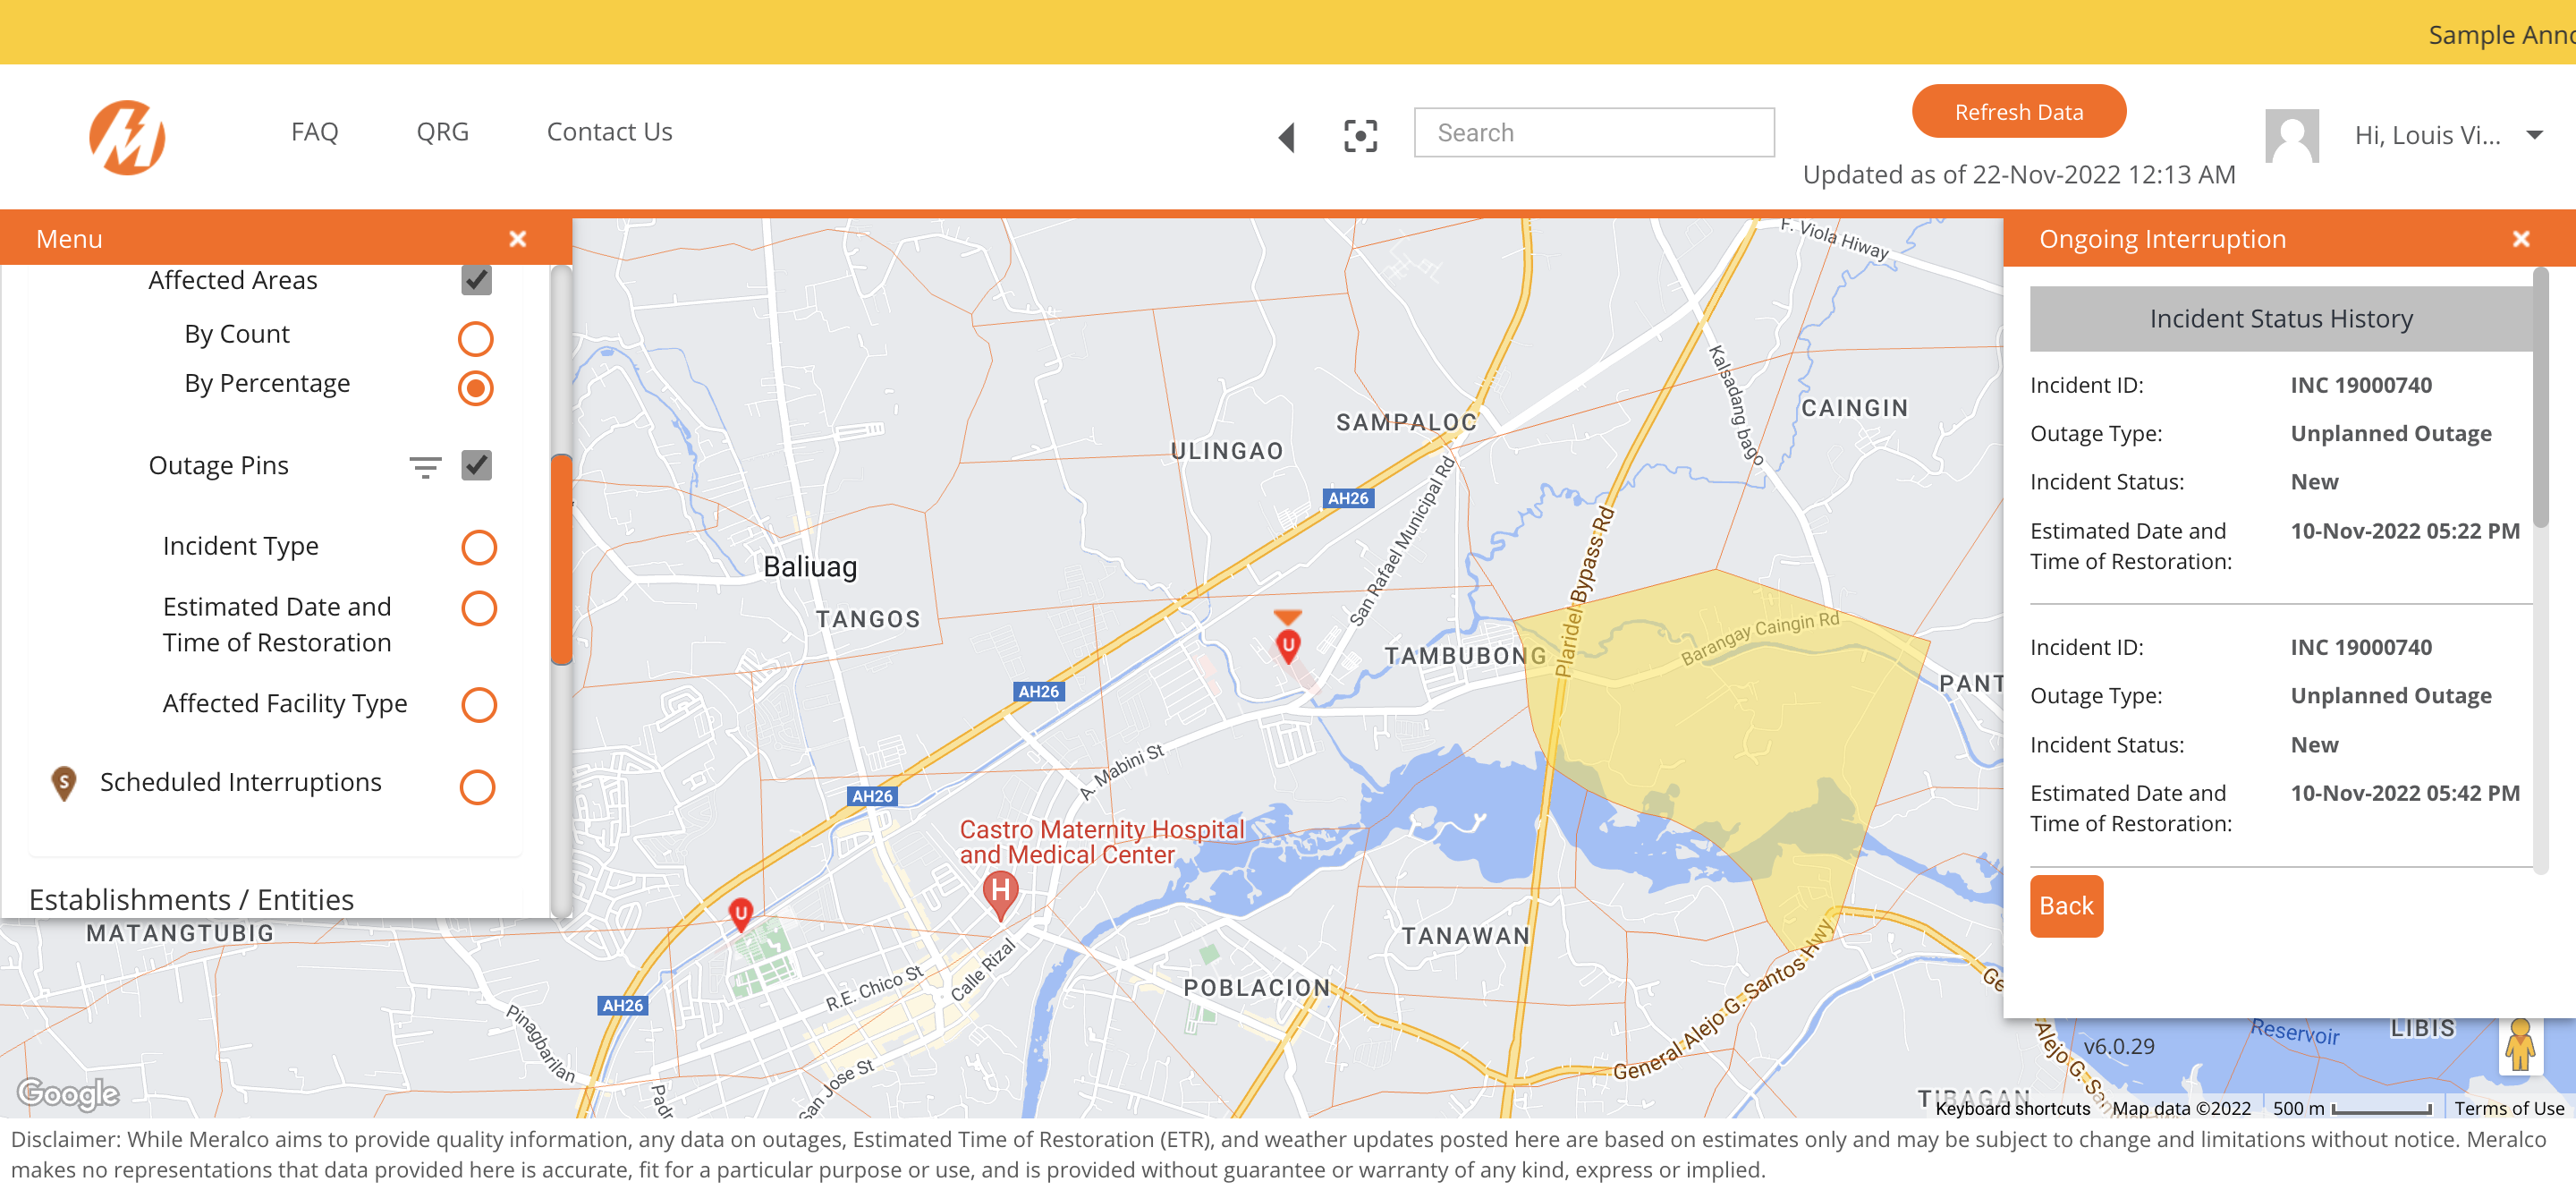 Sample Anno
FAQ
QRG
Contact Us
Search
Refresh Data
Updated as of 22-Nov-2022 12:13 AM
Hi, Louis Vi...
Menu
Affected Areas
By Count
By Percentage
Outage Pins
Incident Type
Estimated Date and
Time of Restoration
Affected Facility Type
S
Scheduled Interruptions
Establishments / Entities
F. Viola Hiway
Kalsadang bago
CAINGIN
SAMPALOC
ULINGAO
AH26
San Rafael Municipal Rd
Plaridel Bypass Rd
Baliuag
TANGOS
U
TAMBUBONG
Barangay Caingin Rd
PANT
AH26
A. Mabini St
AH26
Castro Maternity Hospital
and Medical Center
H
U
MATANGTUBIG
TANAWAN
R.E. Chico St
Calle Rizal
POBLACION
AH26
Pinagbarilan
General Alejo G. Santos Hwy
Ge
Alejo G. Sa
Padr
San Jose St
Google
TIBAGAN
Reservoir
LIBIS
v6.0.29
Keyboard shortcuts
Map data ©2022
500 m
Terms of Use
Ongoing Interruption
Incident Status History
Incident ID: INC 19000740
Outage Type: Unplanned Outage
Incident Status: New
Estimated Date and 10-Nov-2022 05:22 PM
Time of Restoration:
Incident ID: INC 19000740
Outage Type: Unplanned Outage
Incident Status: New
Estimated Date and 10-Nov-2022 05:42 PM
Time of Restoration:
Back
Disclaimer: While Meralco aims to provide quality information, any data on outages, Estimated Time of Restoration (ETR), and weather updates posted here are based on estimates only and may be subject to change and limitations without notice. Meralco
makes no representations that data provided here is accurate, fit for a particular purpose or use, and is provided without guarantee or warranty of any kind, express or implied.